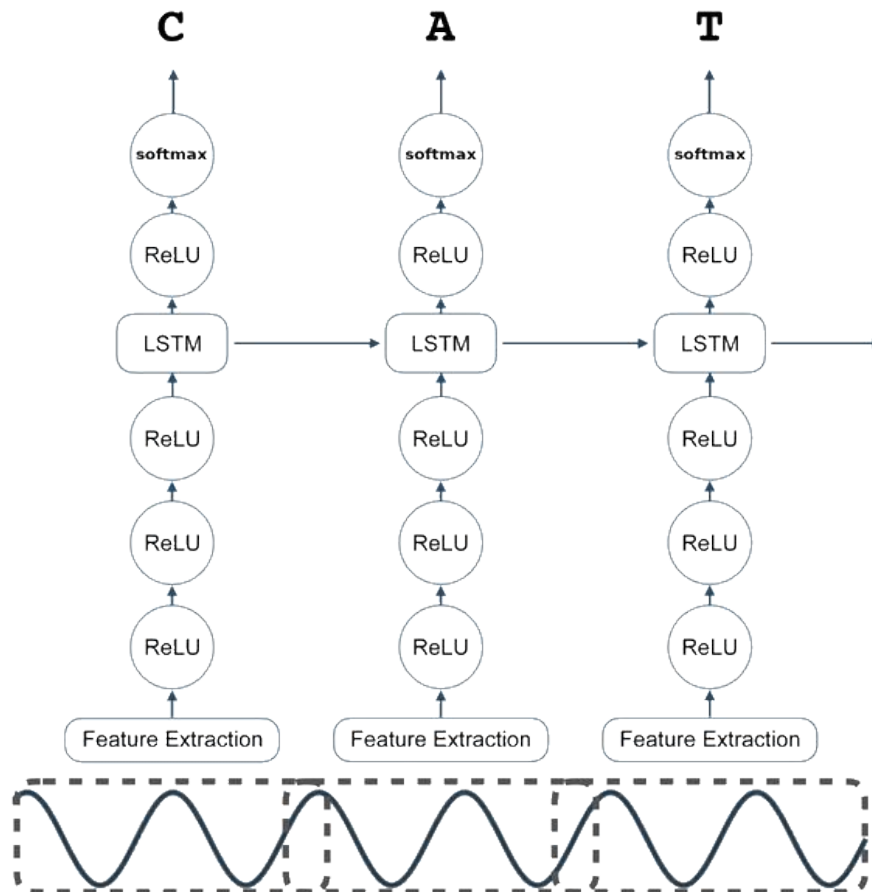 C A T
softmax softmax softmax
ReLU ReLU ReLU
LSTM LSTM LSTM
ReLU ReLU ReLU
ReLU ReLU ReLU
ReLU ReLU ReLU
Feature Extraction Feature Extraction Feature Extraction